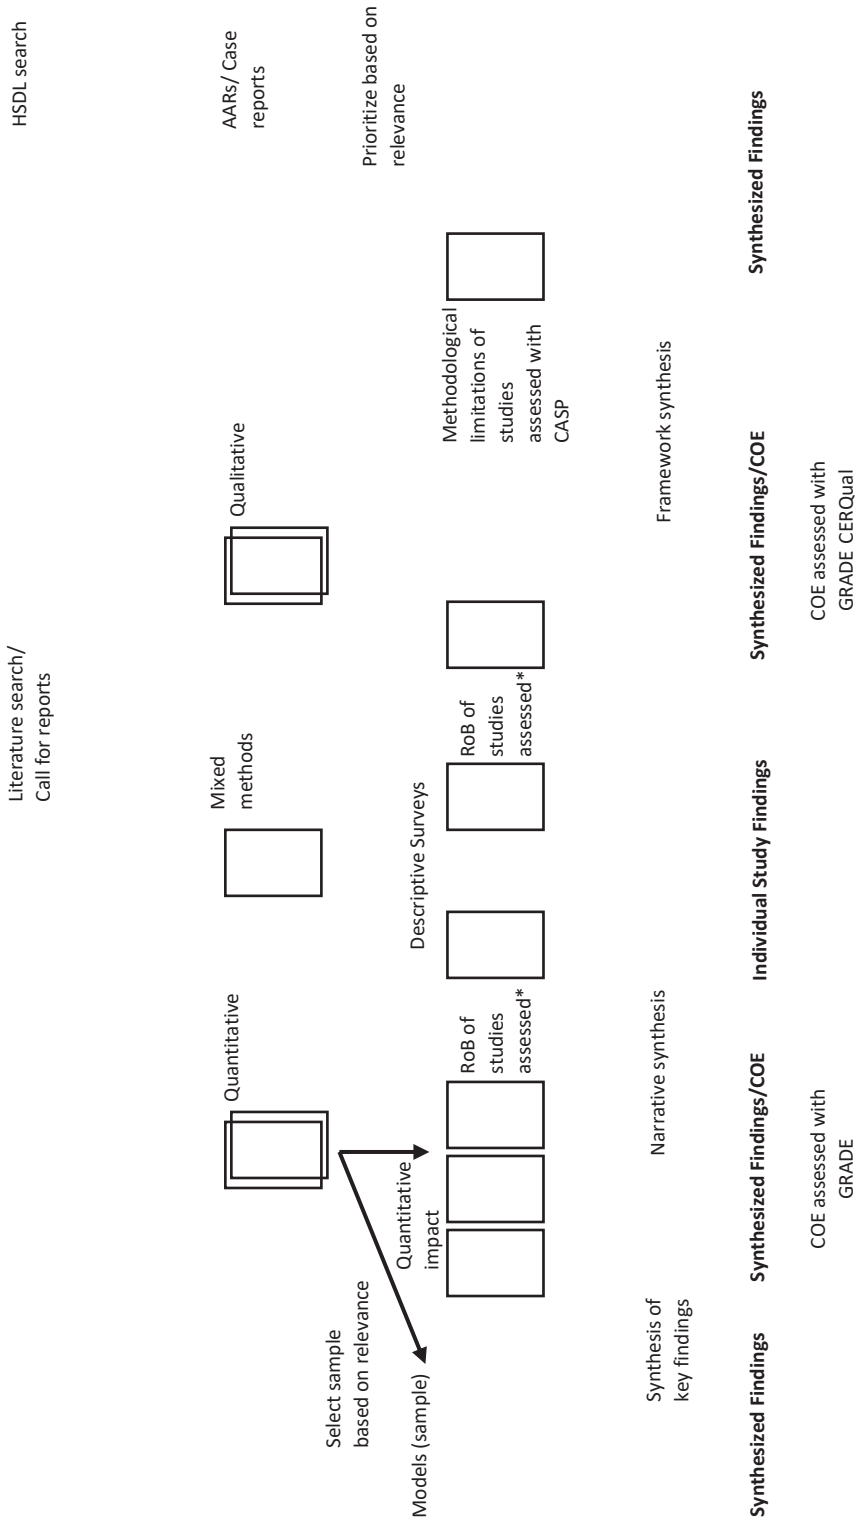 Literature search/
Call for reports
HSDL search
Quantitative
Mixed
methods
Qualitative
AARs/ Case
reports
Select sample
based on relevance
Prioritize based on
relevance
Models (sample)
Quantitative
impact
Descriptive Surveys
RoB of
studies
assessed*
RoB of
studies
assessed*
Methodological
limitations of
studies
assessed with
CASP
Synthesis of
key findings
Narrative synthesis
Framework synthesis
Synthesized Findings
Synthesized Findings/COE
Individual Study Findings
Synthesized Findings/COE
Synthesized Findings
COE assessed with
GRADE
COE assessed with
GRADE CERQual